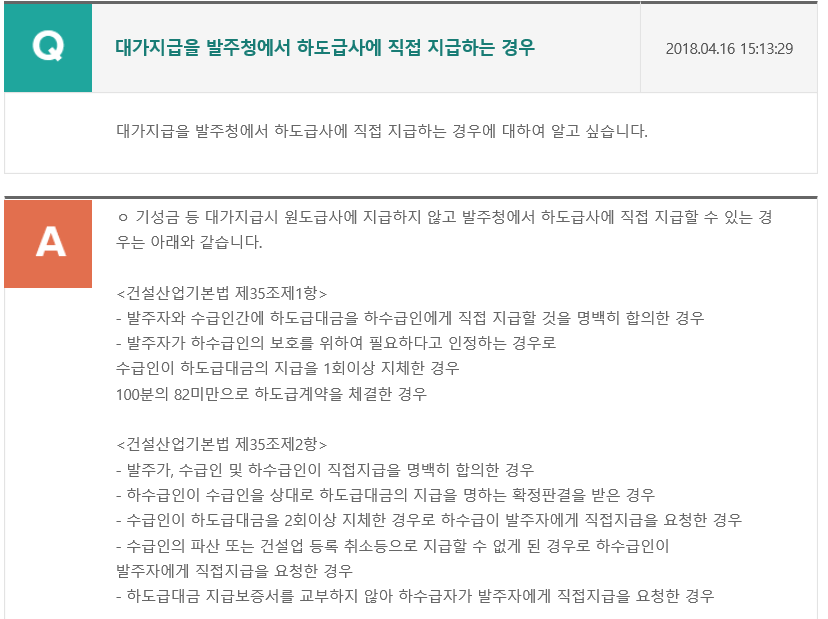 Q
대가지급을 발주청에서 하도급사에 직접 지급하는 경우
2018.04.16 15:13:29
대가지급을 발주청에서 하도급사에 직접 지급하는 경우에 대하여 알고 싶습니다.
A
ㅇ 기성금 등 대가지급시 원도급사에 지급하지 않고 발주청에서 하도급사에 직접 지급할 수 있는 경
우는 아래와 같습니다.
<건설산업기본법 제35조제1항>
- 발주자와 수급인간에 하도급대금을 하수급인에게 직접 지급할 것을 명백히 합의한 경우
- 발주자가 하수급인의 보호를 위하여 필요하다고 인정하는 경우로
수급인이 하도급대금의 지급을 1회이상 지체한 경우
100분의 82미만으로 하도급계약을 체결한 경우
<건설산업기본법 제35조제2항>
- 발주가, 수급인 및 하수급인이 직접지급을 명백히 합의한 경우
- 하수급인이 수급인을 상대로 하도급대금의 지급을 명하는 확정판결을 받은 경우
- 수급인이 하도급대금을 2회이상 지체한 경우로 하수급이 발주자에게 직접지급을 요청한 경우
- 수급인의 파산 또는 건설업 등록 취소등으로 지급할 수 없게 된 경우로 하수급인이
발주자에게 직접지급을 요청한 경우
- 하도급대금 지급보증서를 교부하지 않아 하수급자가 발주자에게 직접지급을 요청한 경우